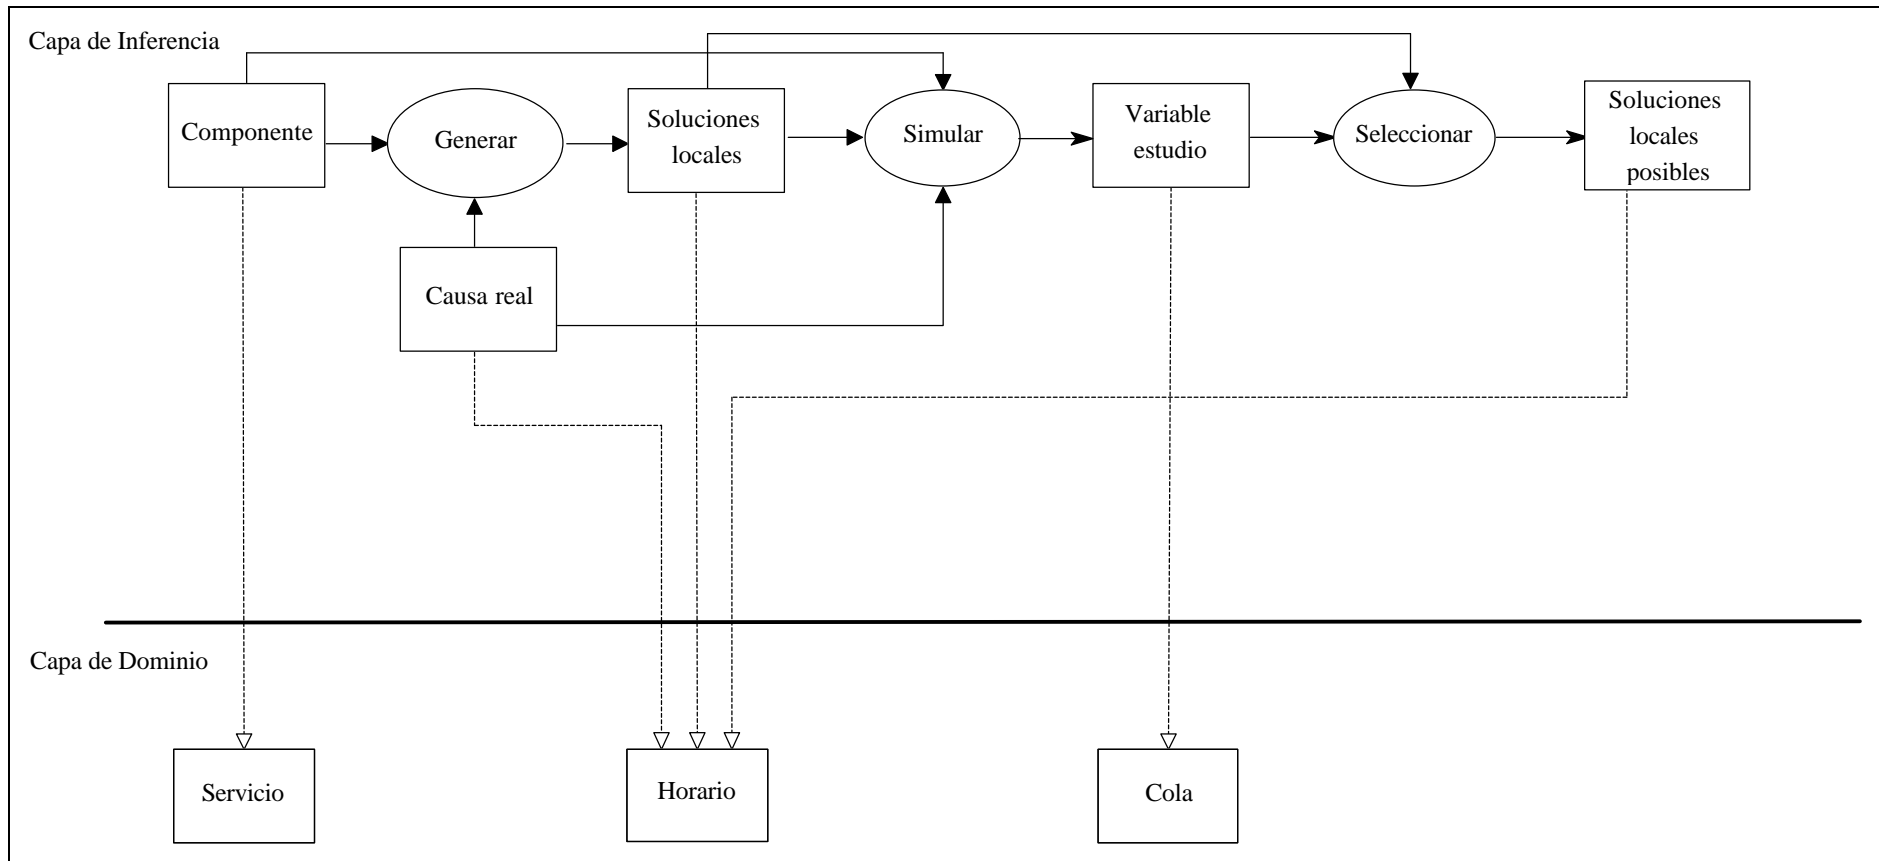 Capa de Inferencia
Componente
Generar
Soluciones
locales
Simular
Variable
estudio
Seleccionar
Soluciones
locales
posibles
Causa real
Capa de Dominio
Servicio
Horario
Cola